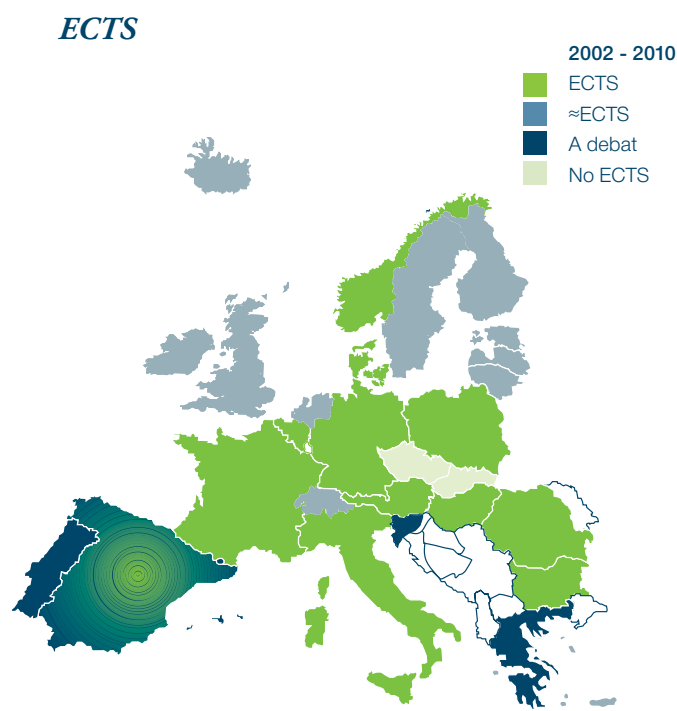 ECTS
2002 - 2010
ECTS
≈ECTS
A debat
No ECTS